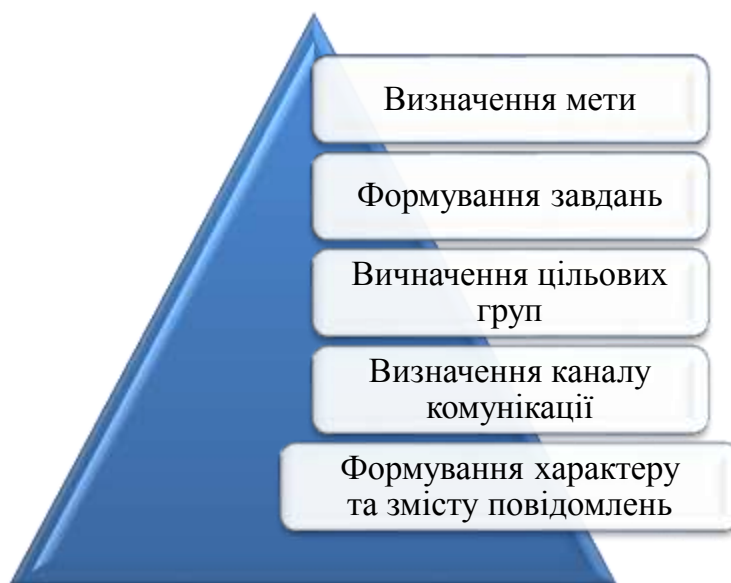 Визначення мети
Формування завдань
Вичначення цільових
груп
Визначення каналу
комунікації
Формування характеру
та змісту повідомлень